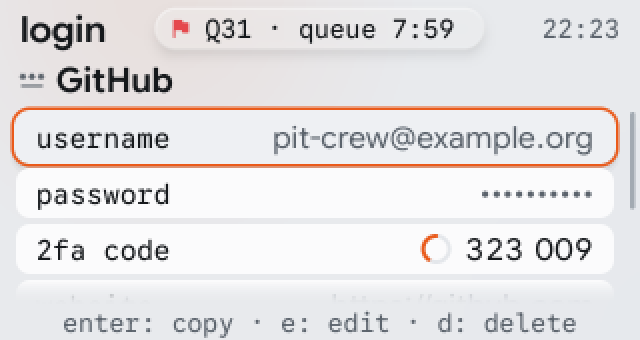 login
Q31 · queue 7:59
22:23
GitHub
username pit-crew@example.org
password ••••••••••
2fa code 323 009
enter: copy · e: edit · d: delete